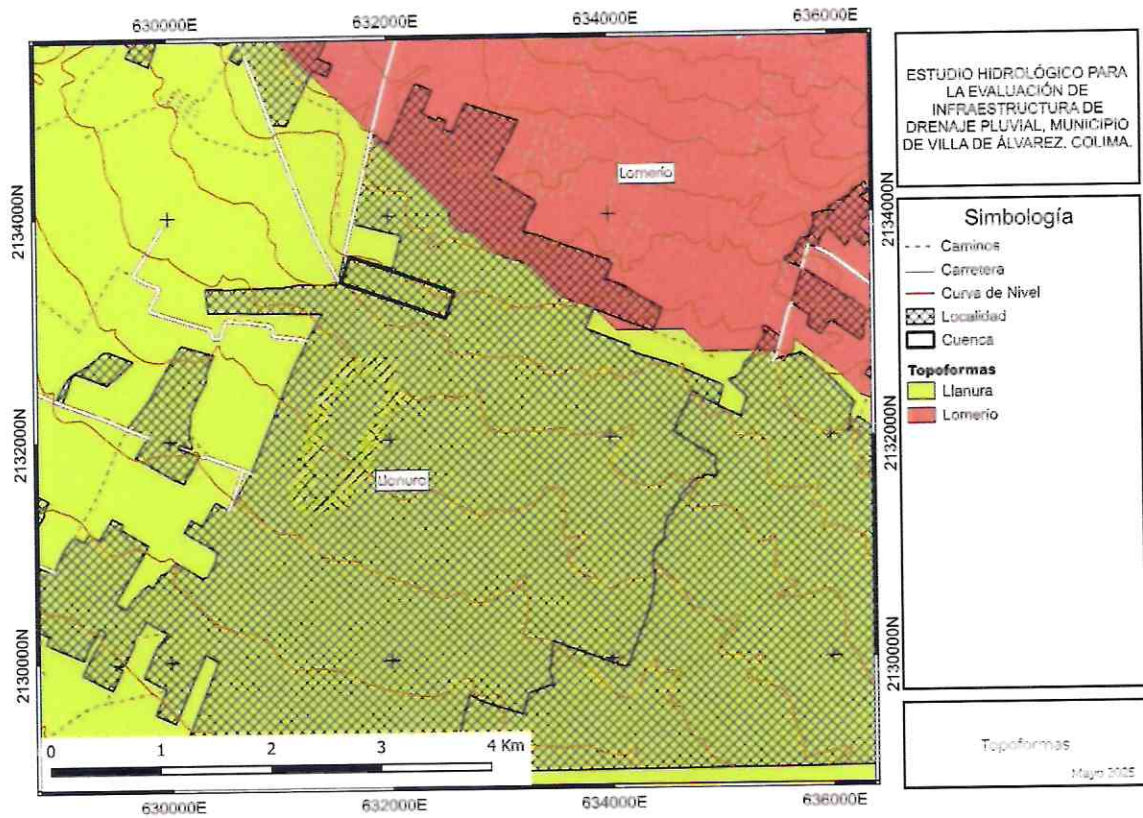 630000E
632000E
634000E
636000E
2134000N
2132000N
2130000N
Lomerío
Llanura
0 1 2 3 4 Km
630000E
632000E
634000E
636000E
2134000N
2132000N
2130000N
ESTUDIO HIDROLÓGICO PARA
LA EVALUACIÓN DE
INFRAESTRUCTURA DE
DRENAJE PLUVIAL, MUNICIPIO
DE VILLA DE ÁLVAREZ, COLIMA.
Simbología
Caminos
Carretera
Curva de Nivel
Localidad
Cuenca
Topoformas
Llanura
Lomerío
Topoformas
Mayo 2025